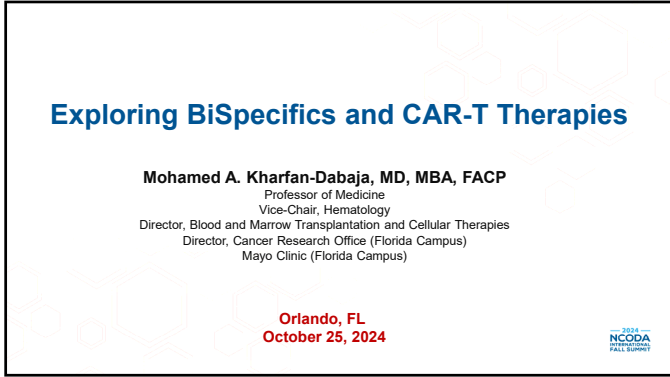 Exploring BiSpecifics and CAR-T Therapies
Mohamed A. Kharfan-Dabaja, MD, MBA, FACP
Professor of Medicine
Vice-Chair, Hematology
Director, Blood and Marrow Transplantation and Cellular Therapies
Director, Cancer Research Office (Florida Campus)
Mayo Clinic (Florida Campus)
Orlando, FL
October 25, 2024
2024
NCODA
INTERNATIONAL
FALL SUMMIT